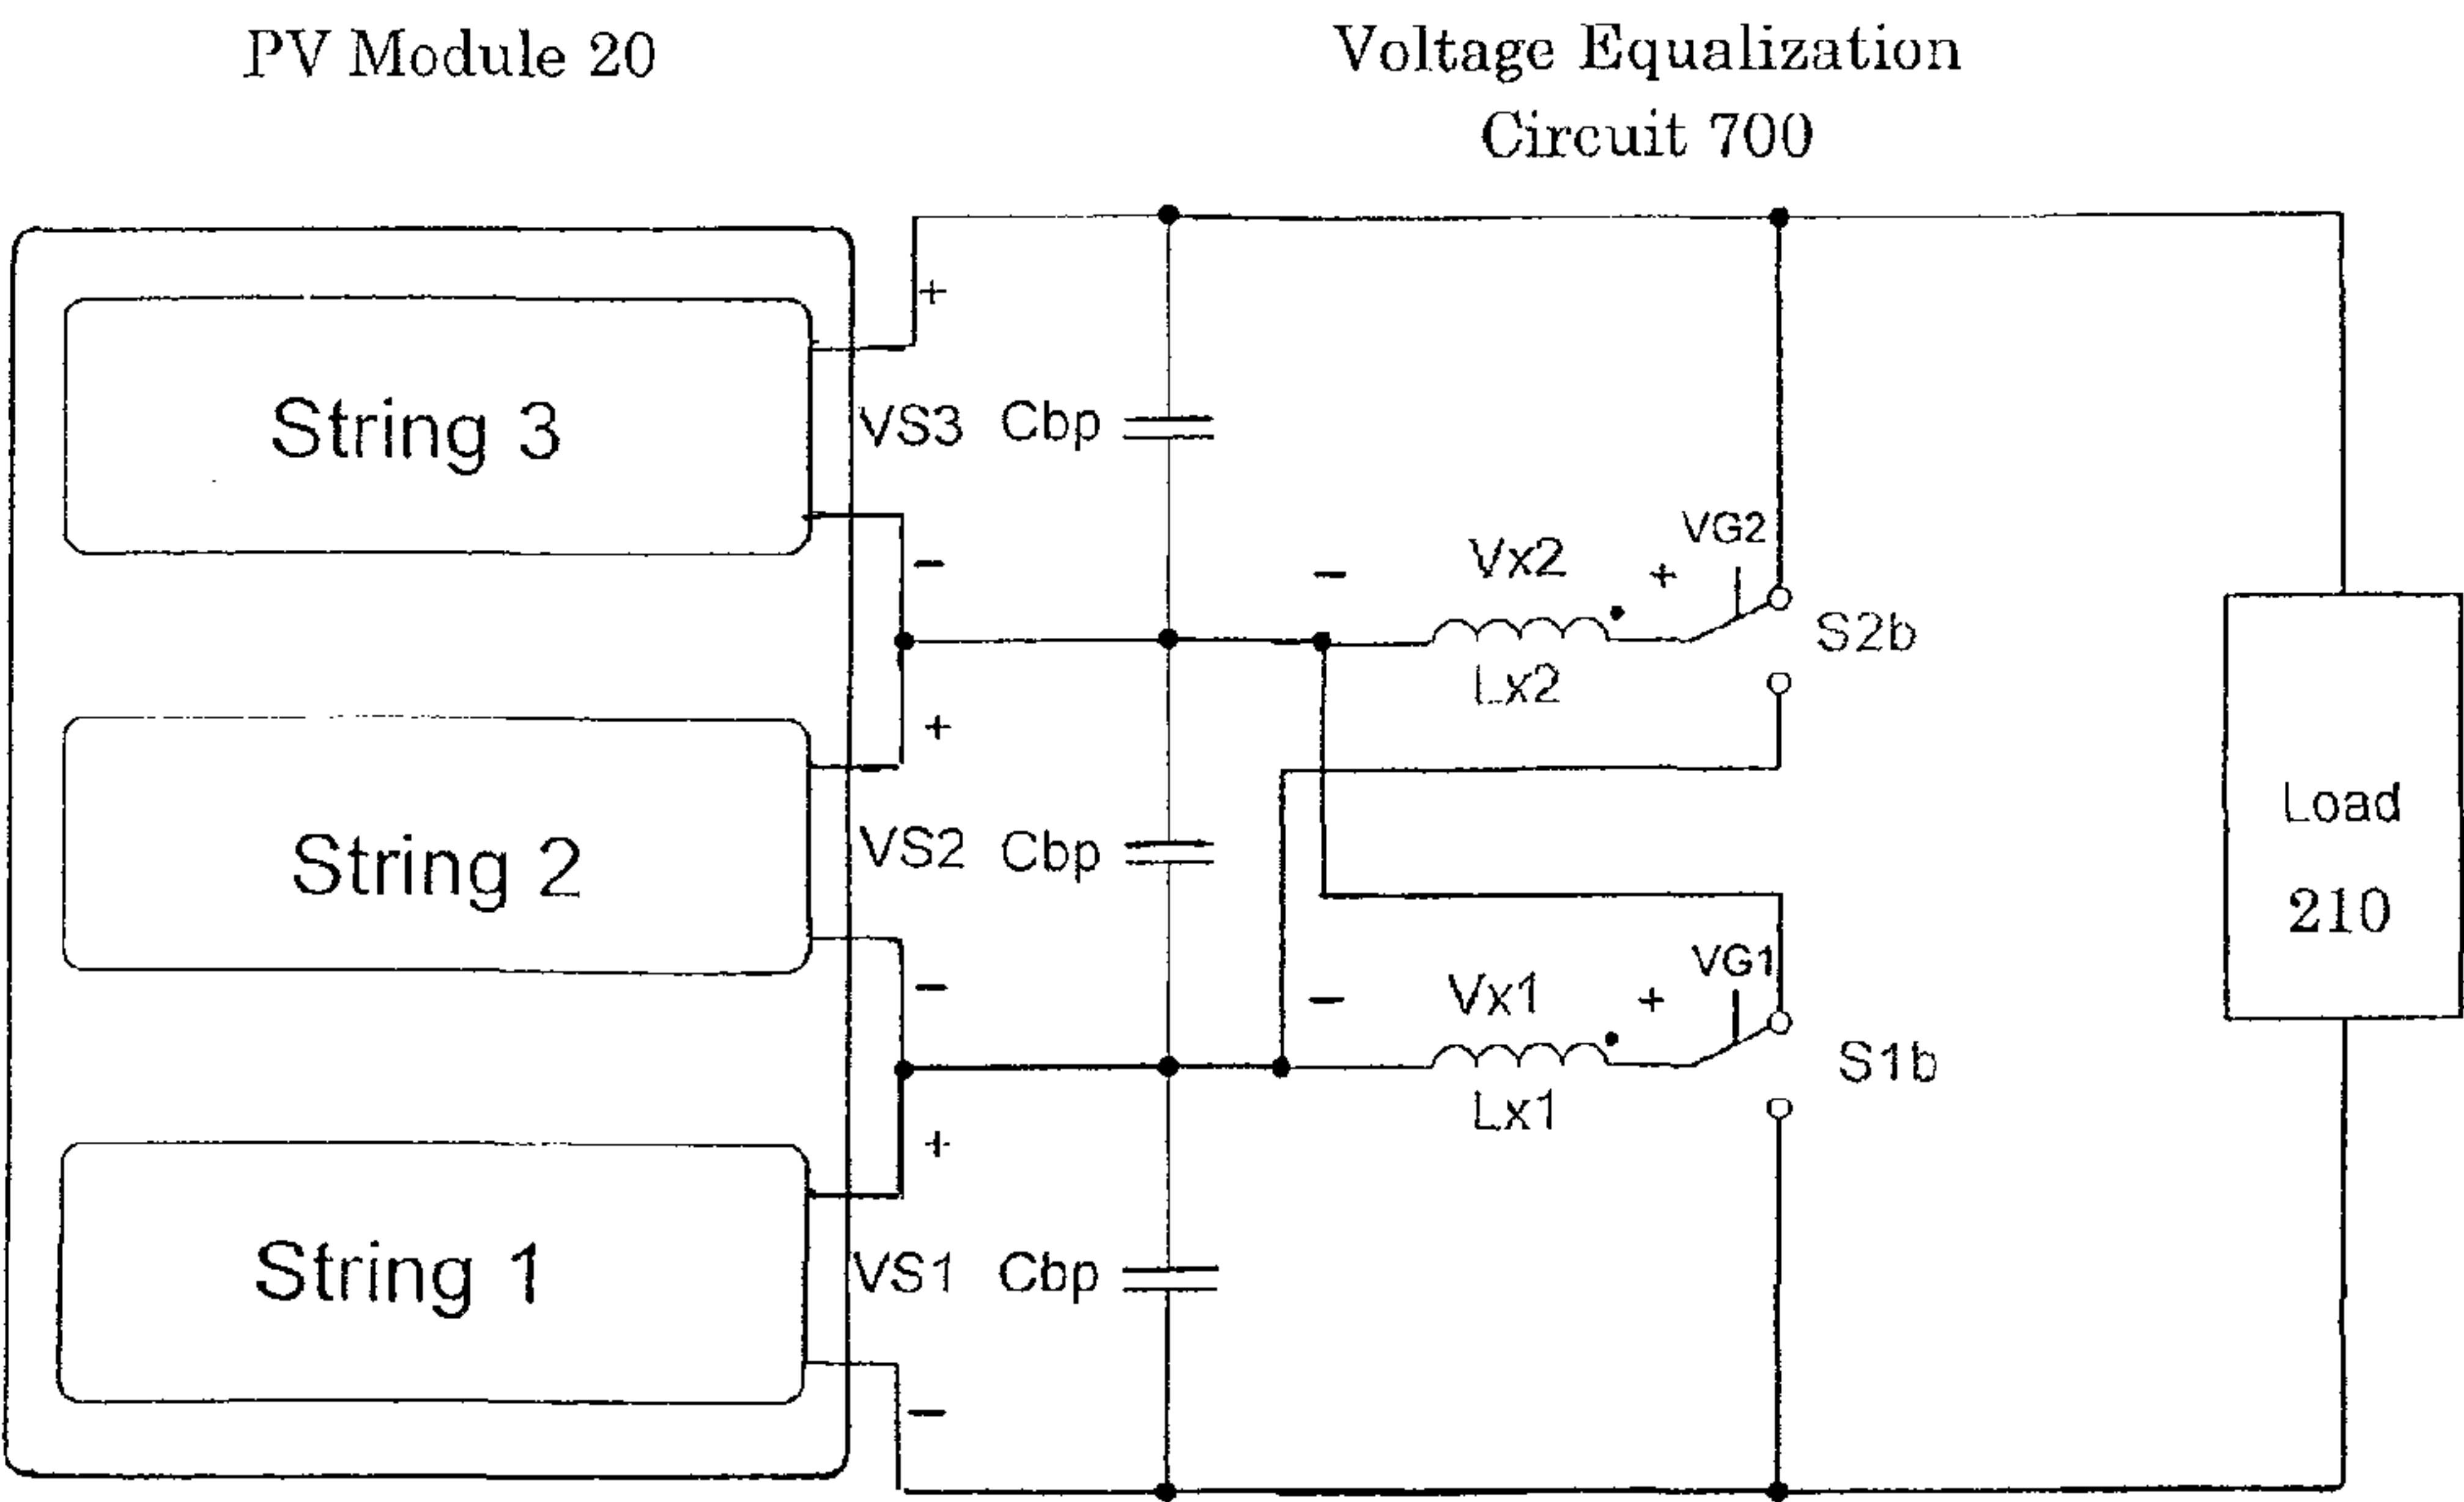 PV Module 20
Voltage Equalization
Circuit 700
+
String 3
VS3 Cbp
−
VG2
− Vx2 +
S2b
Lx2
+
String 2
VS2 Cbp
Load
210
−
VG1
− Vx1 +
S1b
Lx1
+
String 1
VS1 Cbp
−